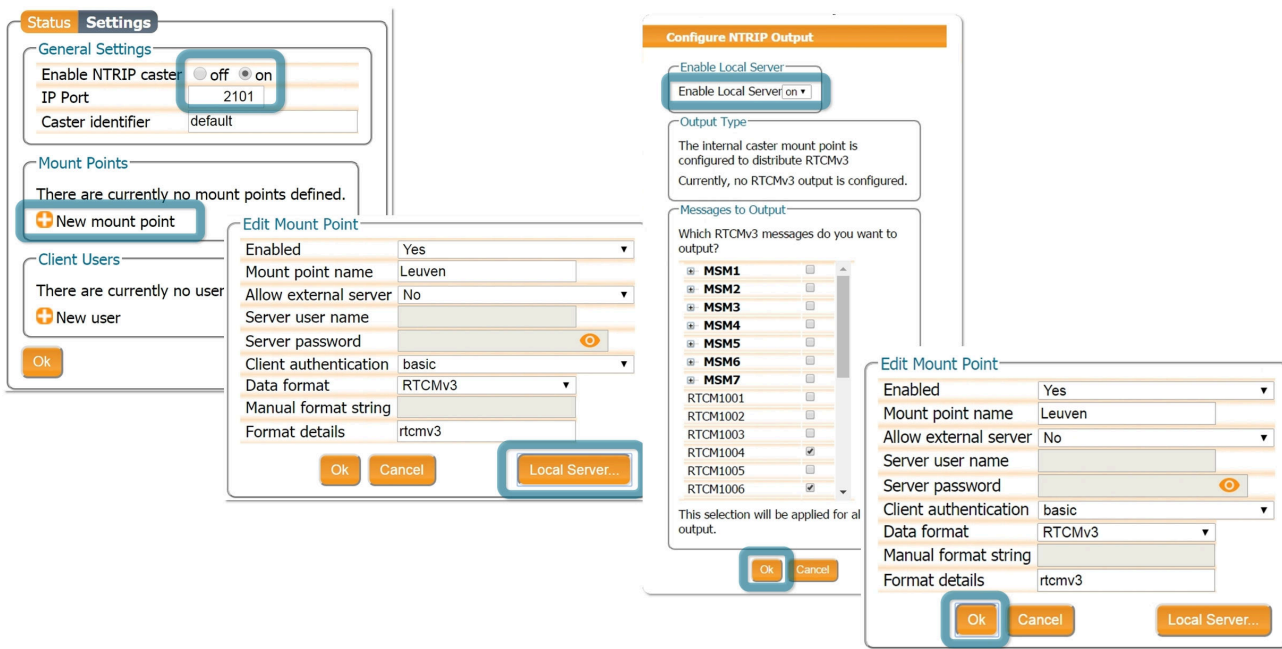 Status Settings
General Settings
Enable NTRIP caster off on
IP Port 2101
Caster identifier default
Mount Points
There are currently no mount points defined.
New mount point
Client Users
There are currently no user
New user
Ok
Edit Mount Point
Enabled Yes
Mount point name Leuven
Allow external server No
Server user name
Server password
Client authentication basic
Data format RTCMv3
Manual format string
Format details rtcmv3
Ok Cancel Local Server...
Configure NTRIP Output
Enable Local Server
Enable Local Server on
Output Type
The internal caster mount point is
configured to distribute RTCMv3
Currently, no RTCMv3 output is configured.
Messages to Output
Which RTCMv3 messages do you want to
output?
MSM1
MSM2
MSM3
MSM4
MSM5
MSM6
MSM7
RTCM1001
RTCM1002
RTCM1003
RTCM1004
RTCM1005
RTCM1006
This selection will be applied for al
output.
Ok Cancel
Edit Mount Point
Enabled Yes
Mount point name Leuven
Allow external server No
Server user name
Server password
Client authentication basic
Data format RTCMv3
Manual format string
Format details rtcmv3
Ok Cancel Local Server...